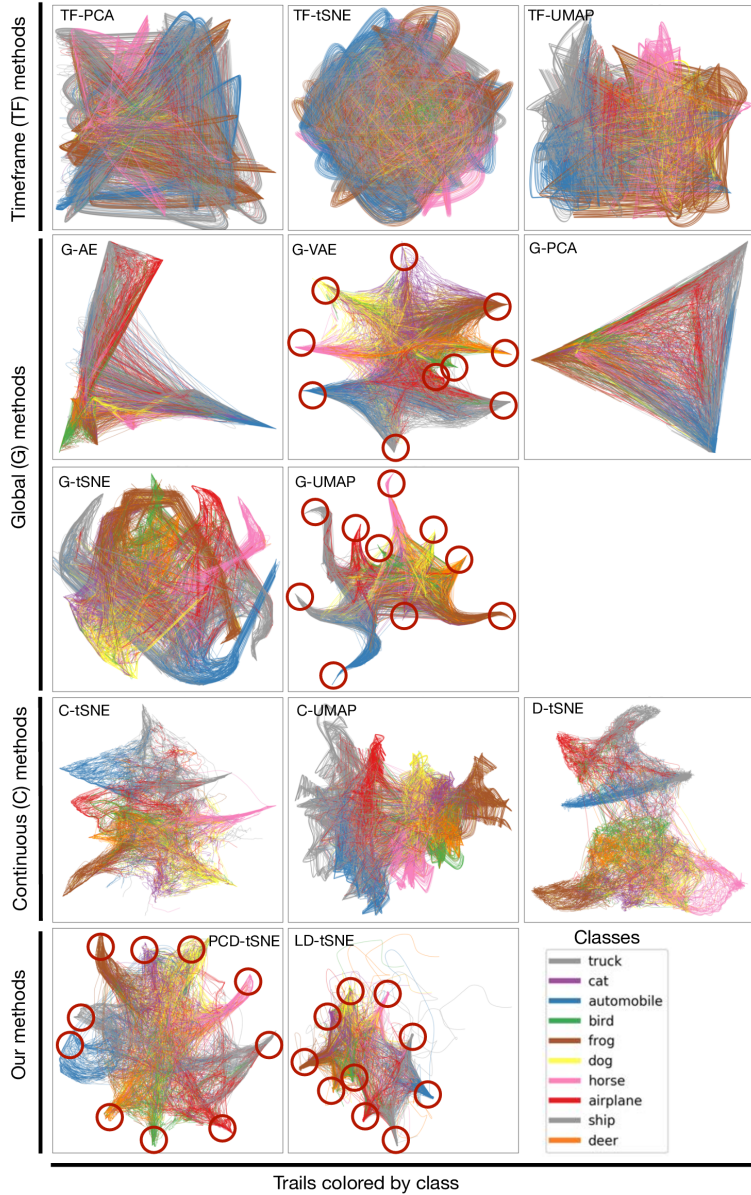 Timeframe (TF) methods
TF-PCA
TF-tSNE
TF-UMAP
Global (G) methods
G-AE
G-VAE
G-PCA
G-tSNE
G-UMAP
Continuous (C) methods
C-tSNE
C-UMAP
D-tSNE
Our methods
PCD-tSNE
LD-tSNE
Classes
truck
cat
automobile
bird
frog
dog
horse
airplane
ship
deer
Trails colored by class